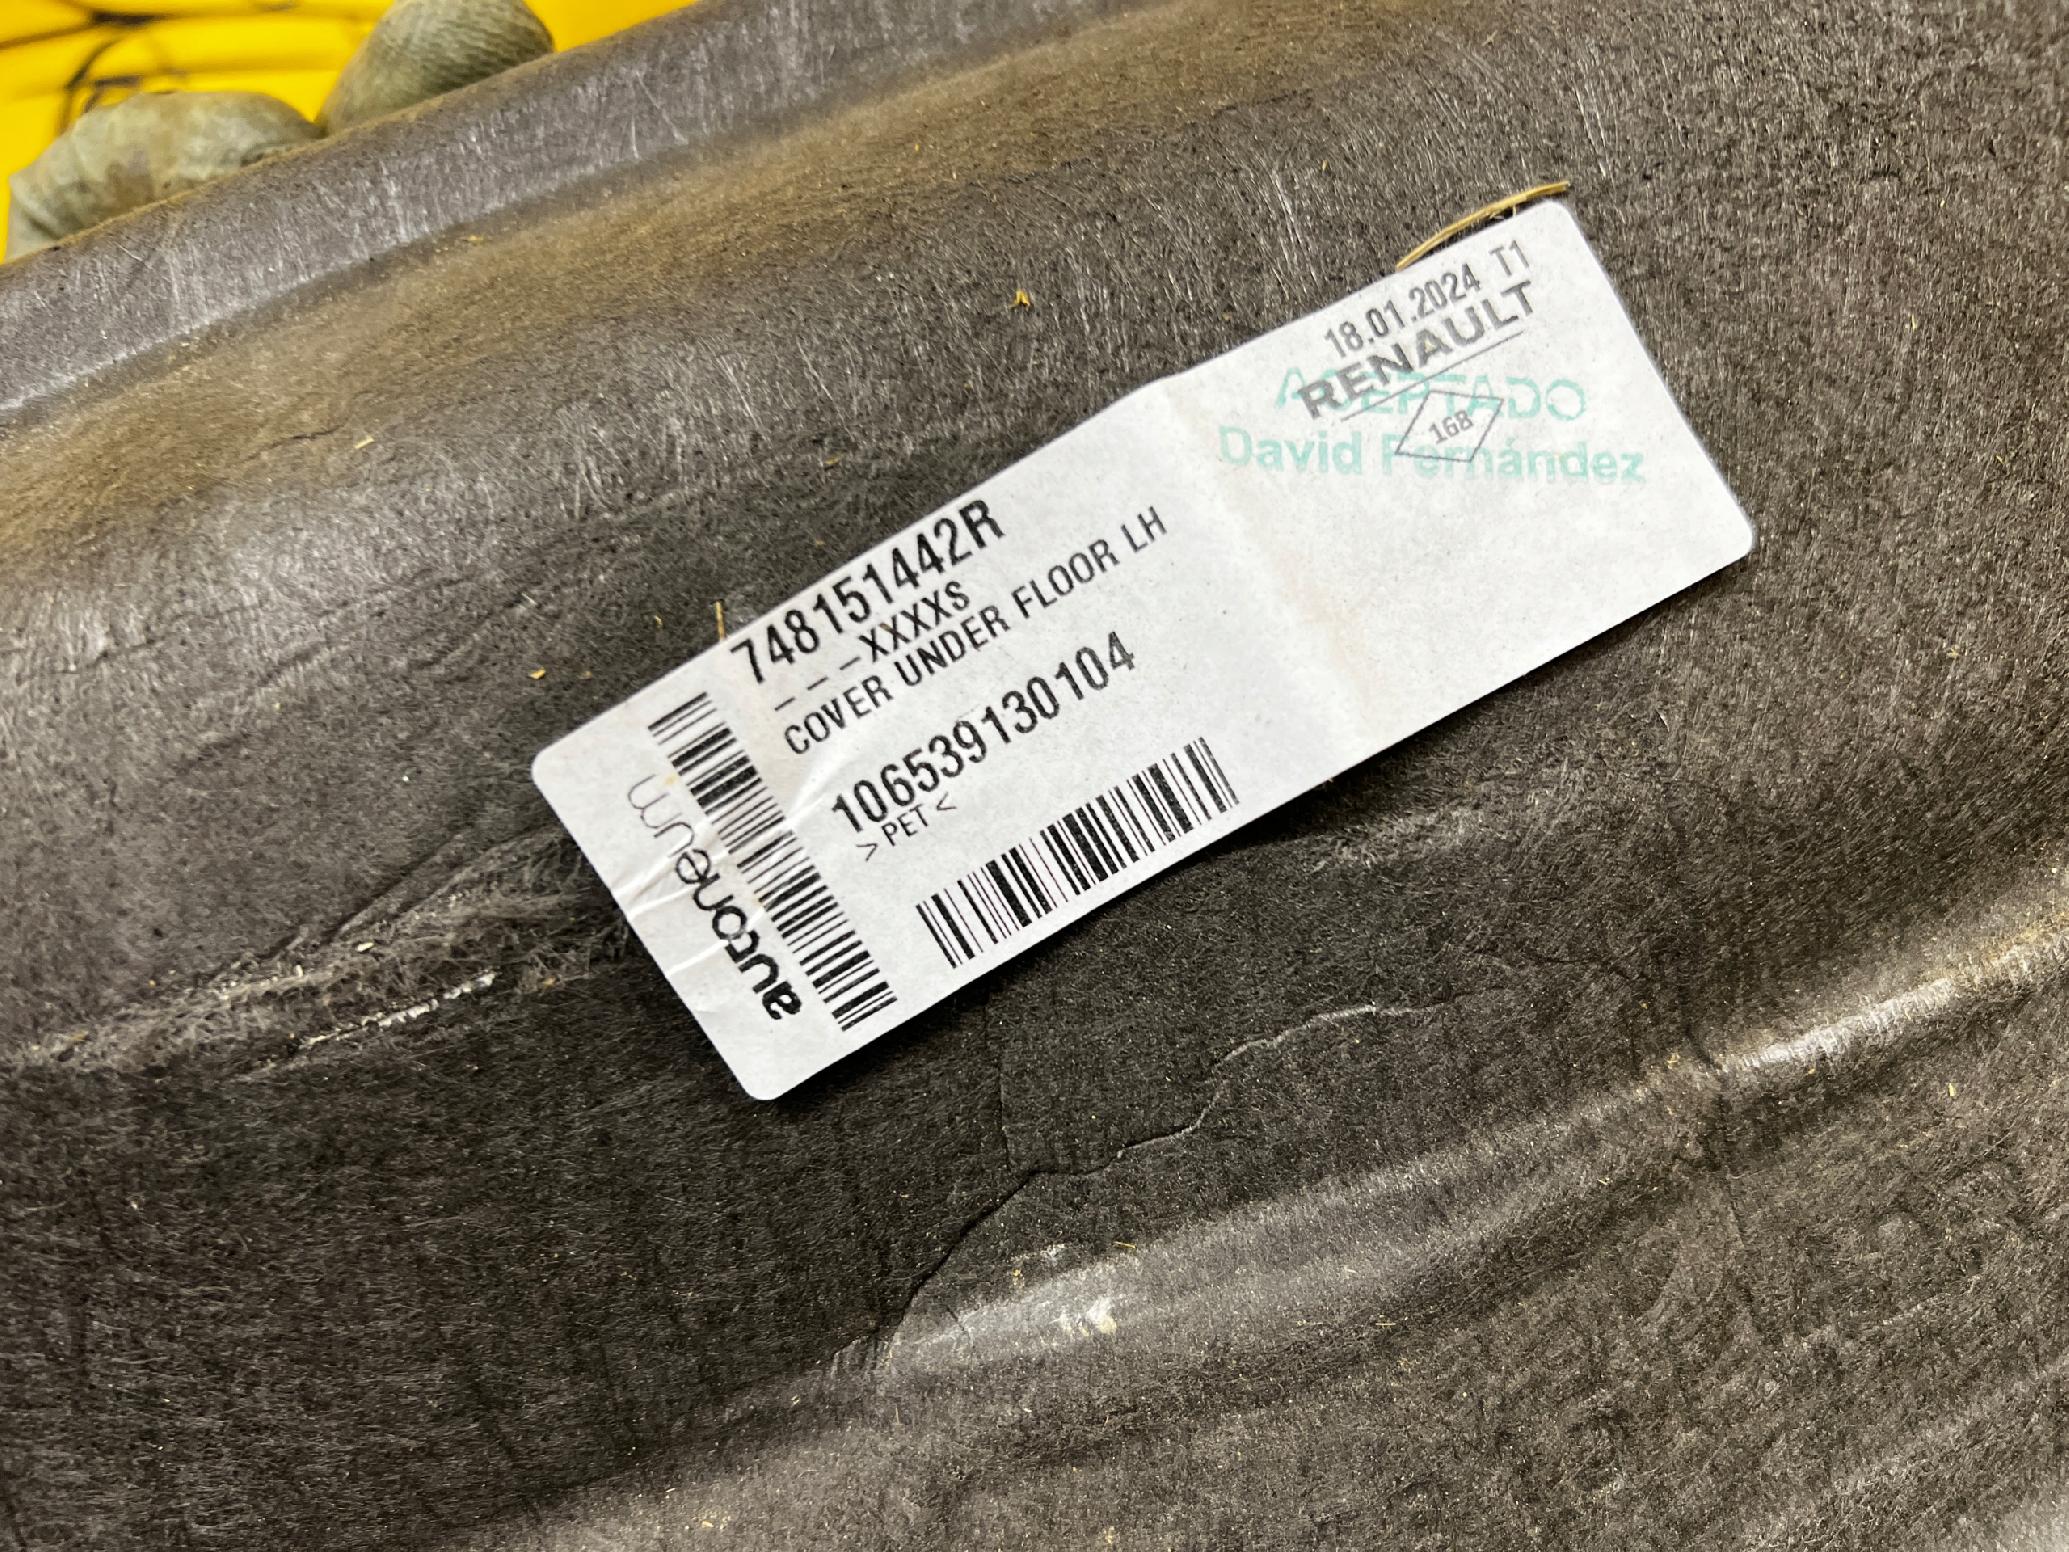 18.01.2024 T1
RENAULT
168
ACEPTADO
David Fernández
748151442R
---XXXXS
COVER UNDER FLOOR LH
106539130104
>PET<
autoneum